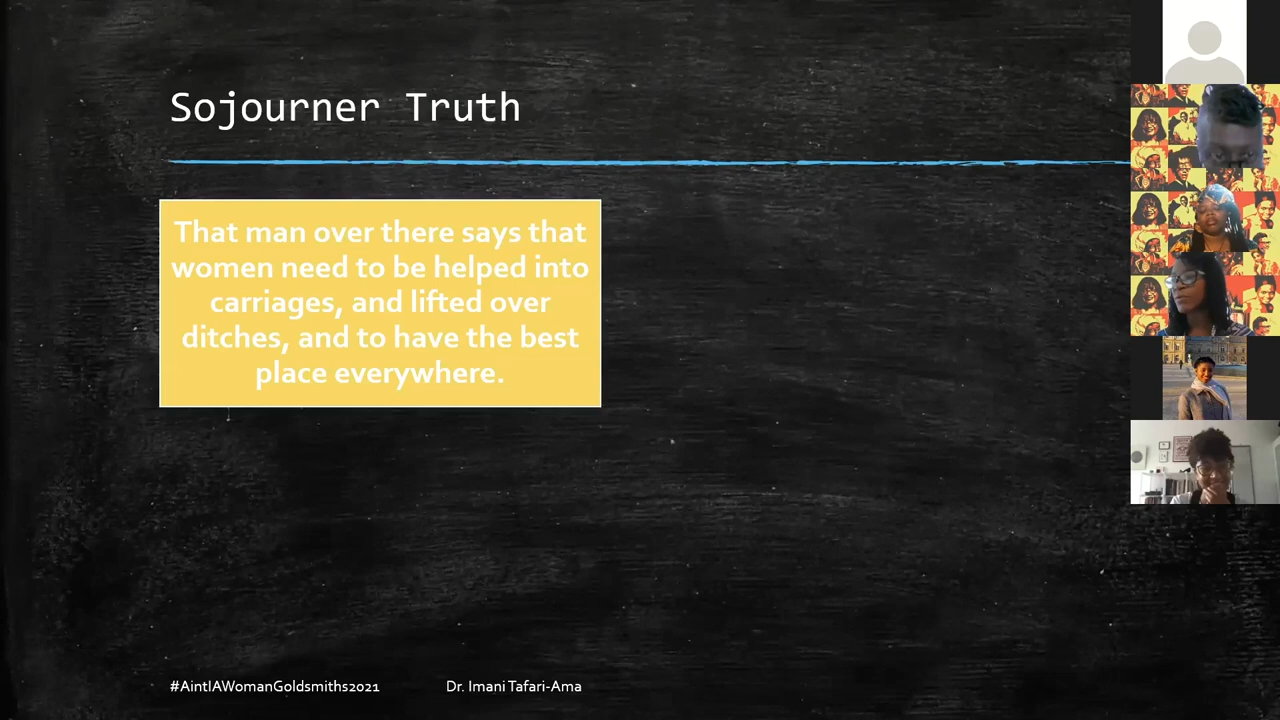 Sojourner Truth
That man over there says that
women need to be helped into
carriages, and lifted over
ditches, and to have the best
place everywhere.
#AintIAWomanGoldsmiths2021
Dr. Imani Tafari-Ama